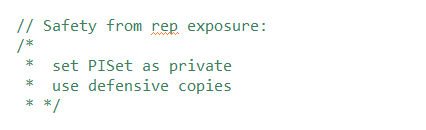 // Safety from rep exposure:
/*
 *  set PISet as private
 *  use defensive copies
 * */